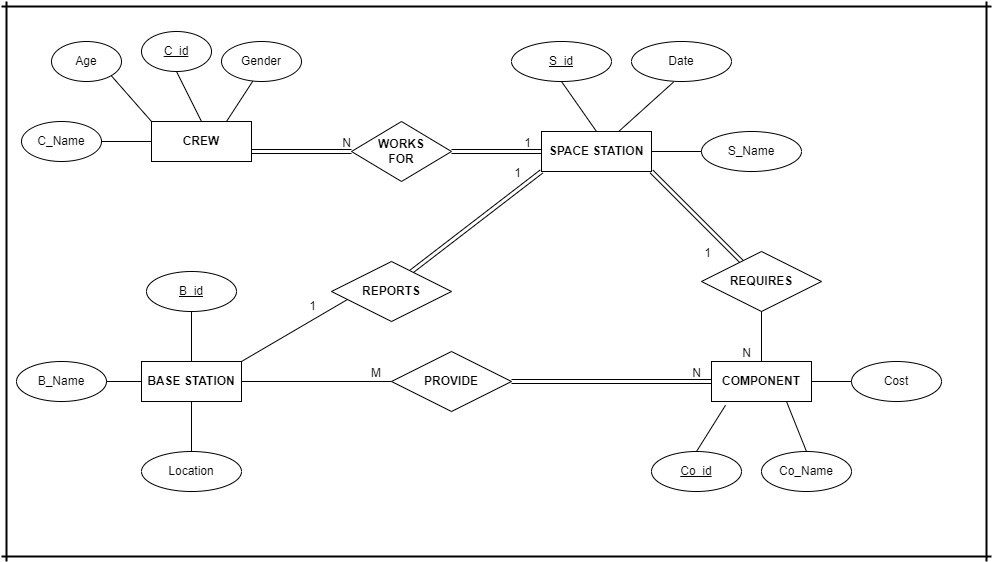 C_id
Age
Gender
S_id
Date
C_Name
CREW
N
WORKS
FOR
1
SPACE STATION
S_Name
1
1
B_id
REPORTS
REQUIRES
1
N
B_Name
BASE STATION
M
PROVIDE
N
COMPONENT
Cost
Location
Co_id
Co_Name